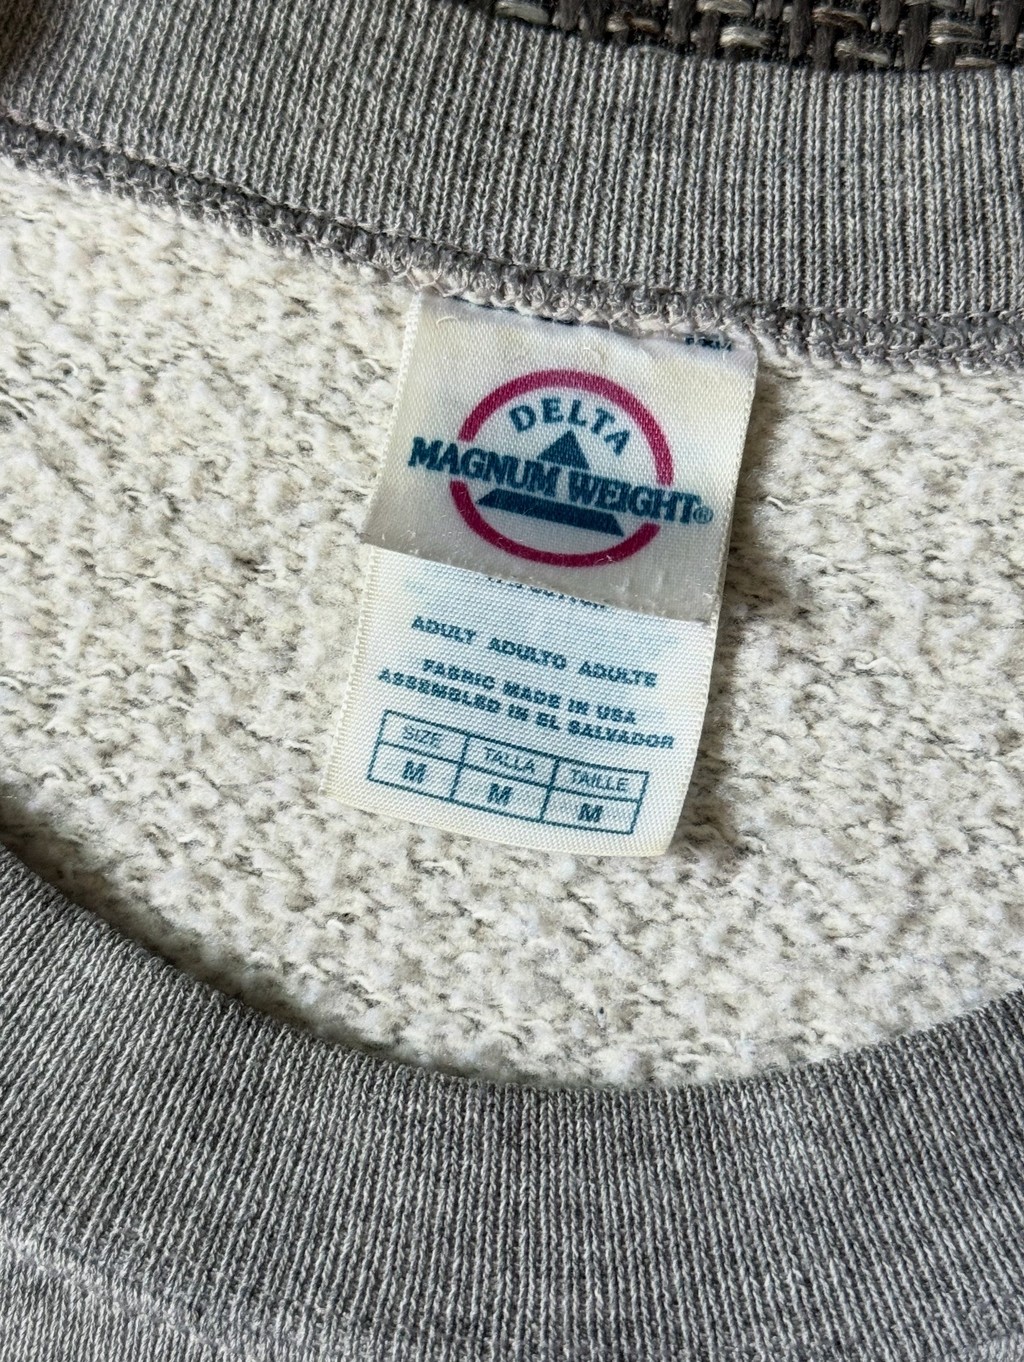 DELTA
MAGNUM WEIGHT®
ADULT ADULTO ADULTE
FABRIC MADE IN USA
ASSEMBLED IN EL SALVADOR
SIZE TALLA TAILLE
M M M